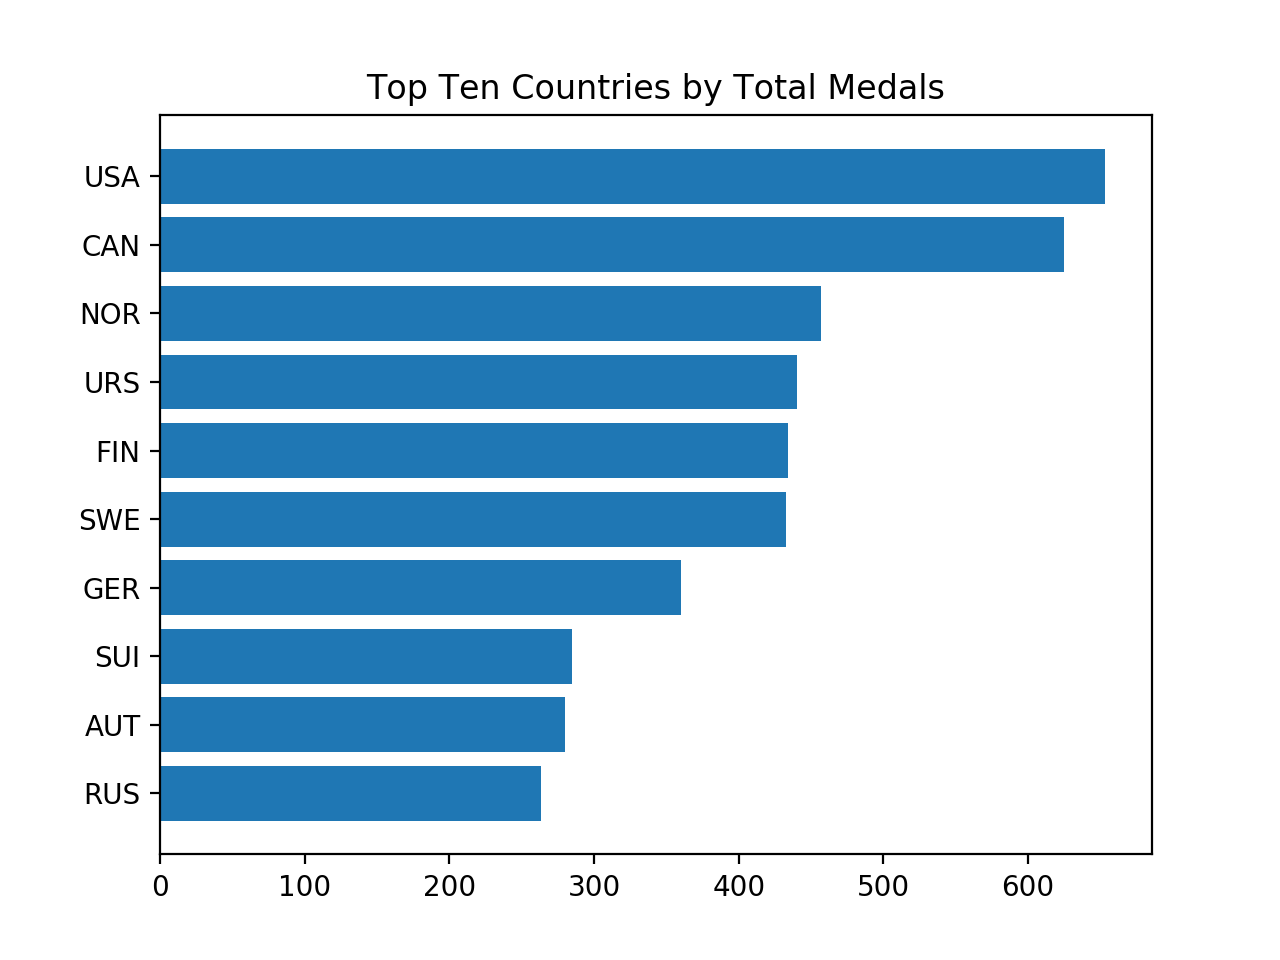 Top Ten Countries by Total Medals
USA
CAN
NOR
URS
FIN
SWE
GER
SUI
AUT
RUS
0 100 200 300 400 500 600